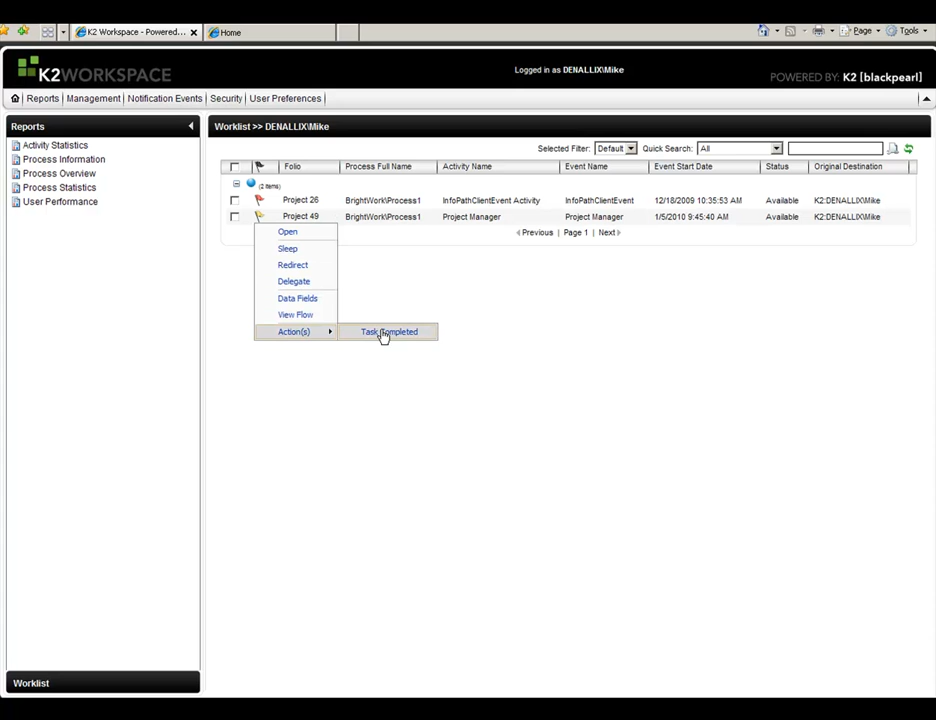 K2 Workspace - Powered...
Home
Page
Tools
K2WORKSPACE
Logged in as DENALLIX\Mike
POWERED BY: K2 [blackpearl]
Reports | Management | Notification Events | Security | User Preferences
Reports
Activity Statistics
Process Information
Process Overview
Process Statistics
User Performance
Worklist >> DENALLIX\Mike
Selected Filter: Default Quick Search: All
Folio Process Full Name Activity Name Event Name Event Start Date Status Original Destination
(2 items)
Project 26 BrightWork\Process1 InfoPathClientEvent Activity InfoPathClientEvent 12/18/2009 10:35:53 AM Available K2:DENALLIX\Mike
Project 49 BrightWork\Process1 Project Manager Project Manager 1/5/2010 9:45:40 AM Available K2:DENALLIX\Mike
Previous | Page 1 | Next
Open
Sleep
Redirect
Delegate
Data Fields
View Flow
Action(s)
Task Completed
Worklist